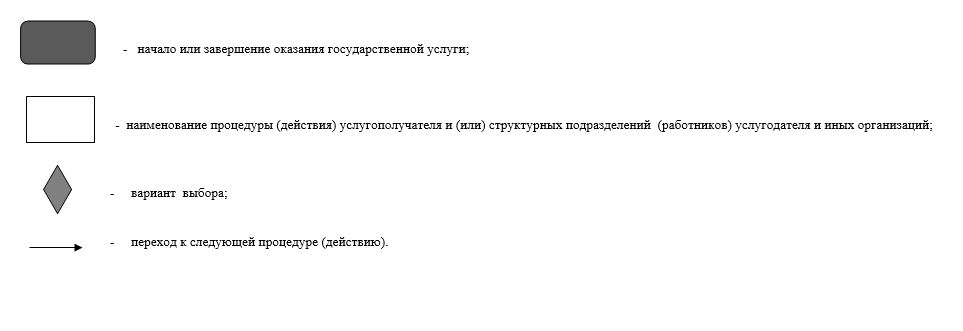 - начало или завершение оказания государственной услуги;
- наименование процедуры (действия) услугополучателя и (или) структурных подразделений (работников) услугодателя и иных организаций;
- вариант выбора;
- переход к следующей процедуре (действию).